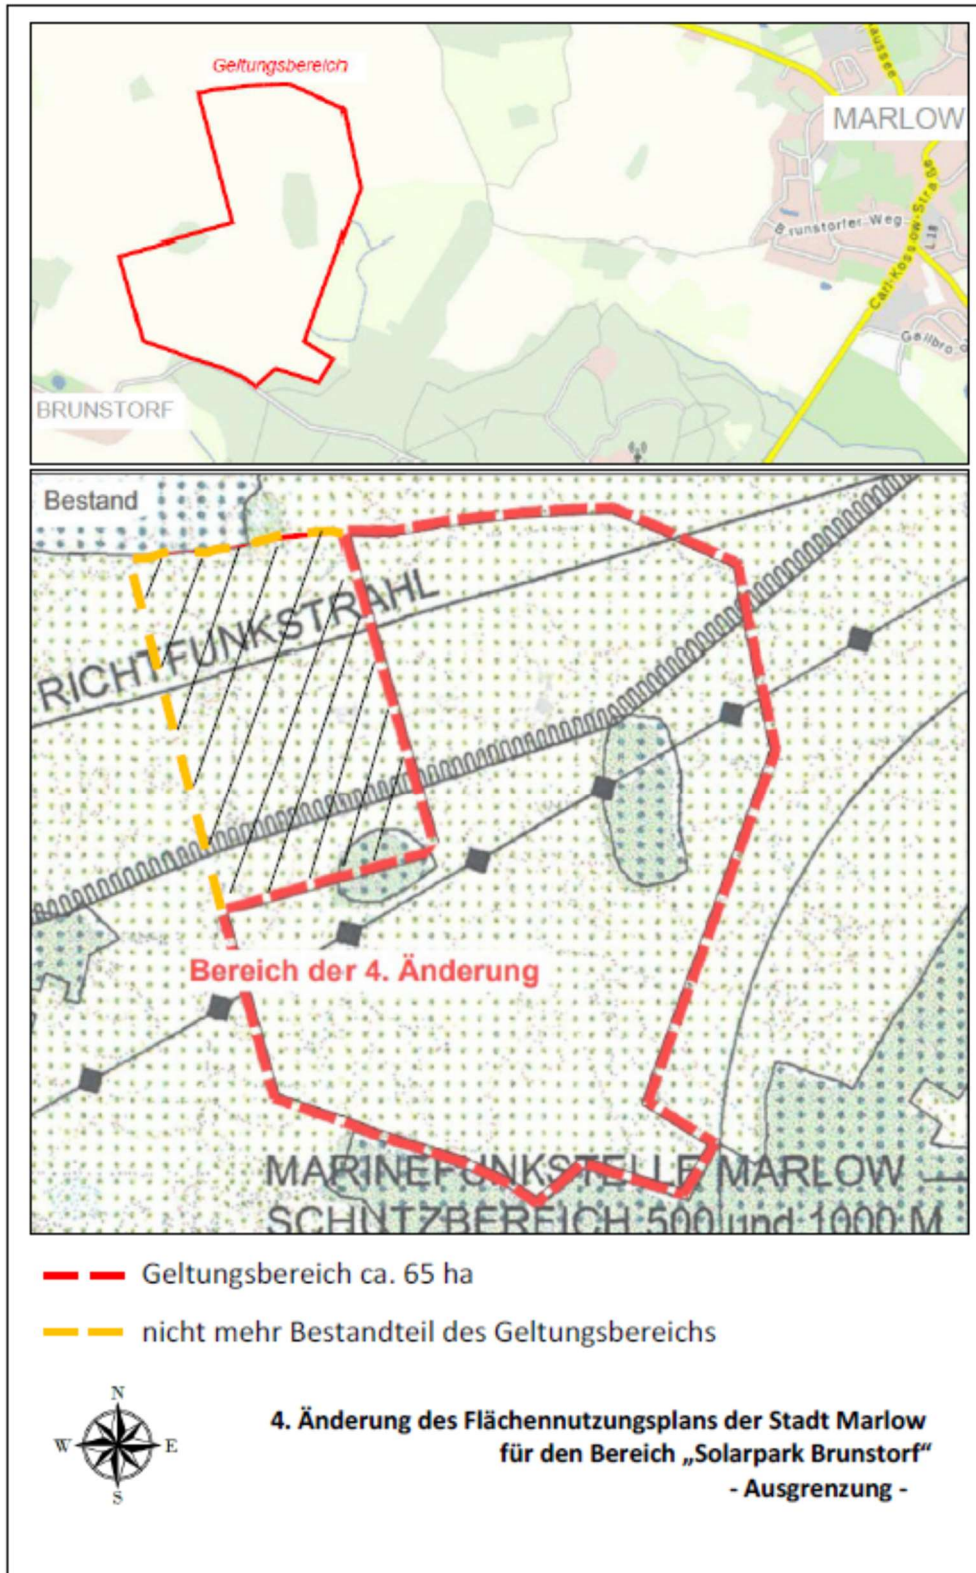 Geltungsbereich
MARLOW
Brunstorfer Weg
L 18
Carl-Kossow-Straße
BRUNSTORF
Bestand
RICHTFUNKSTRAHL
Bereich der 4. Änderung
MARINEFUNKSTELLE MARLOW
SCHUTZBEREICH 500 und 1000 M
Geltungsbereich ca. 65 ha
nicht mehr Bestandteil des Geltungsbereichs
N
W E
S
4. Änderung des Flächennutzungsplans der Stadt Marlow
für den Bereich „Solarpark Brunstorf“
- Ausgrenzung -